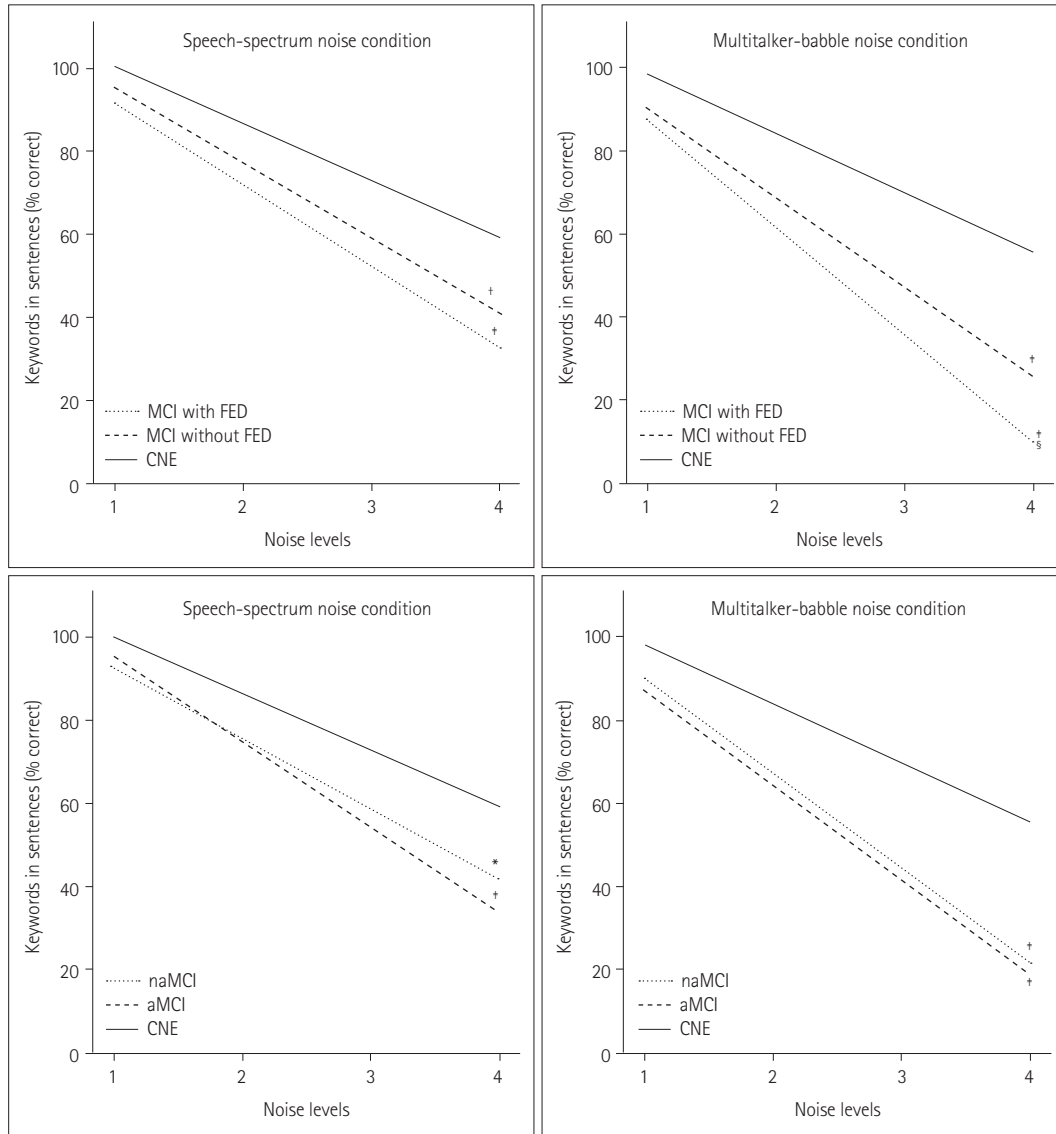 Speech-spectrum noise condition
100
80
60
40
20
0
Keywords in sentences (% correct)
†
†
MCI with FED
MCI without FED
CNE
1 2 3 4
Noise levels
Multitalker-babble noise condition
100
80
60
40
20
0
Keywords in sentences (% correct)
†
†
§
MCI with FED
MCI without FED
CNE
1 2 3 4
Noise levels
Speech-spectrum noise condition
100
80
60
40
20
0
Keywords in sentences (% correct)
*
†
naMCI
aMCI
CNE
1 2 3 4
Noise levels
Multitalker-babble noise condition
100
80
60
40
20
0
Keywords in sentences (% correct)
†
†
naMCI
aMCI
CNE
1 2 3 4
Noise levels